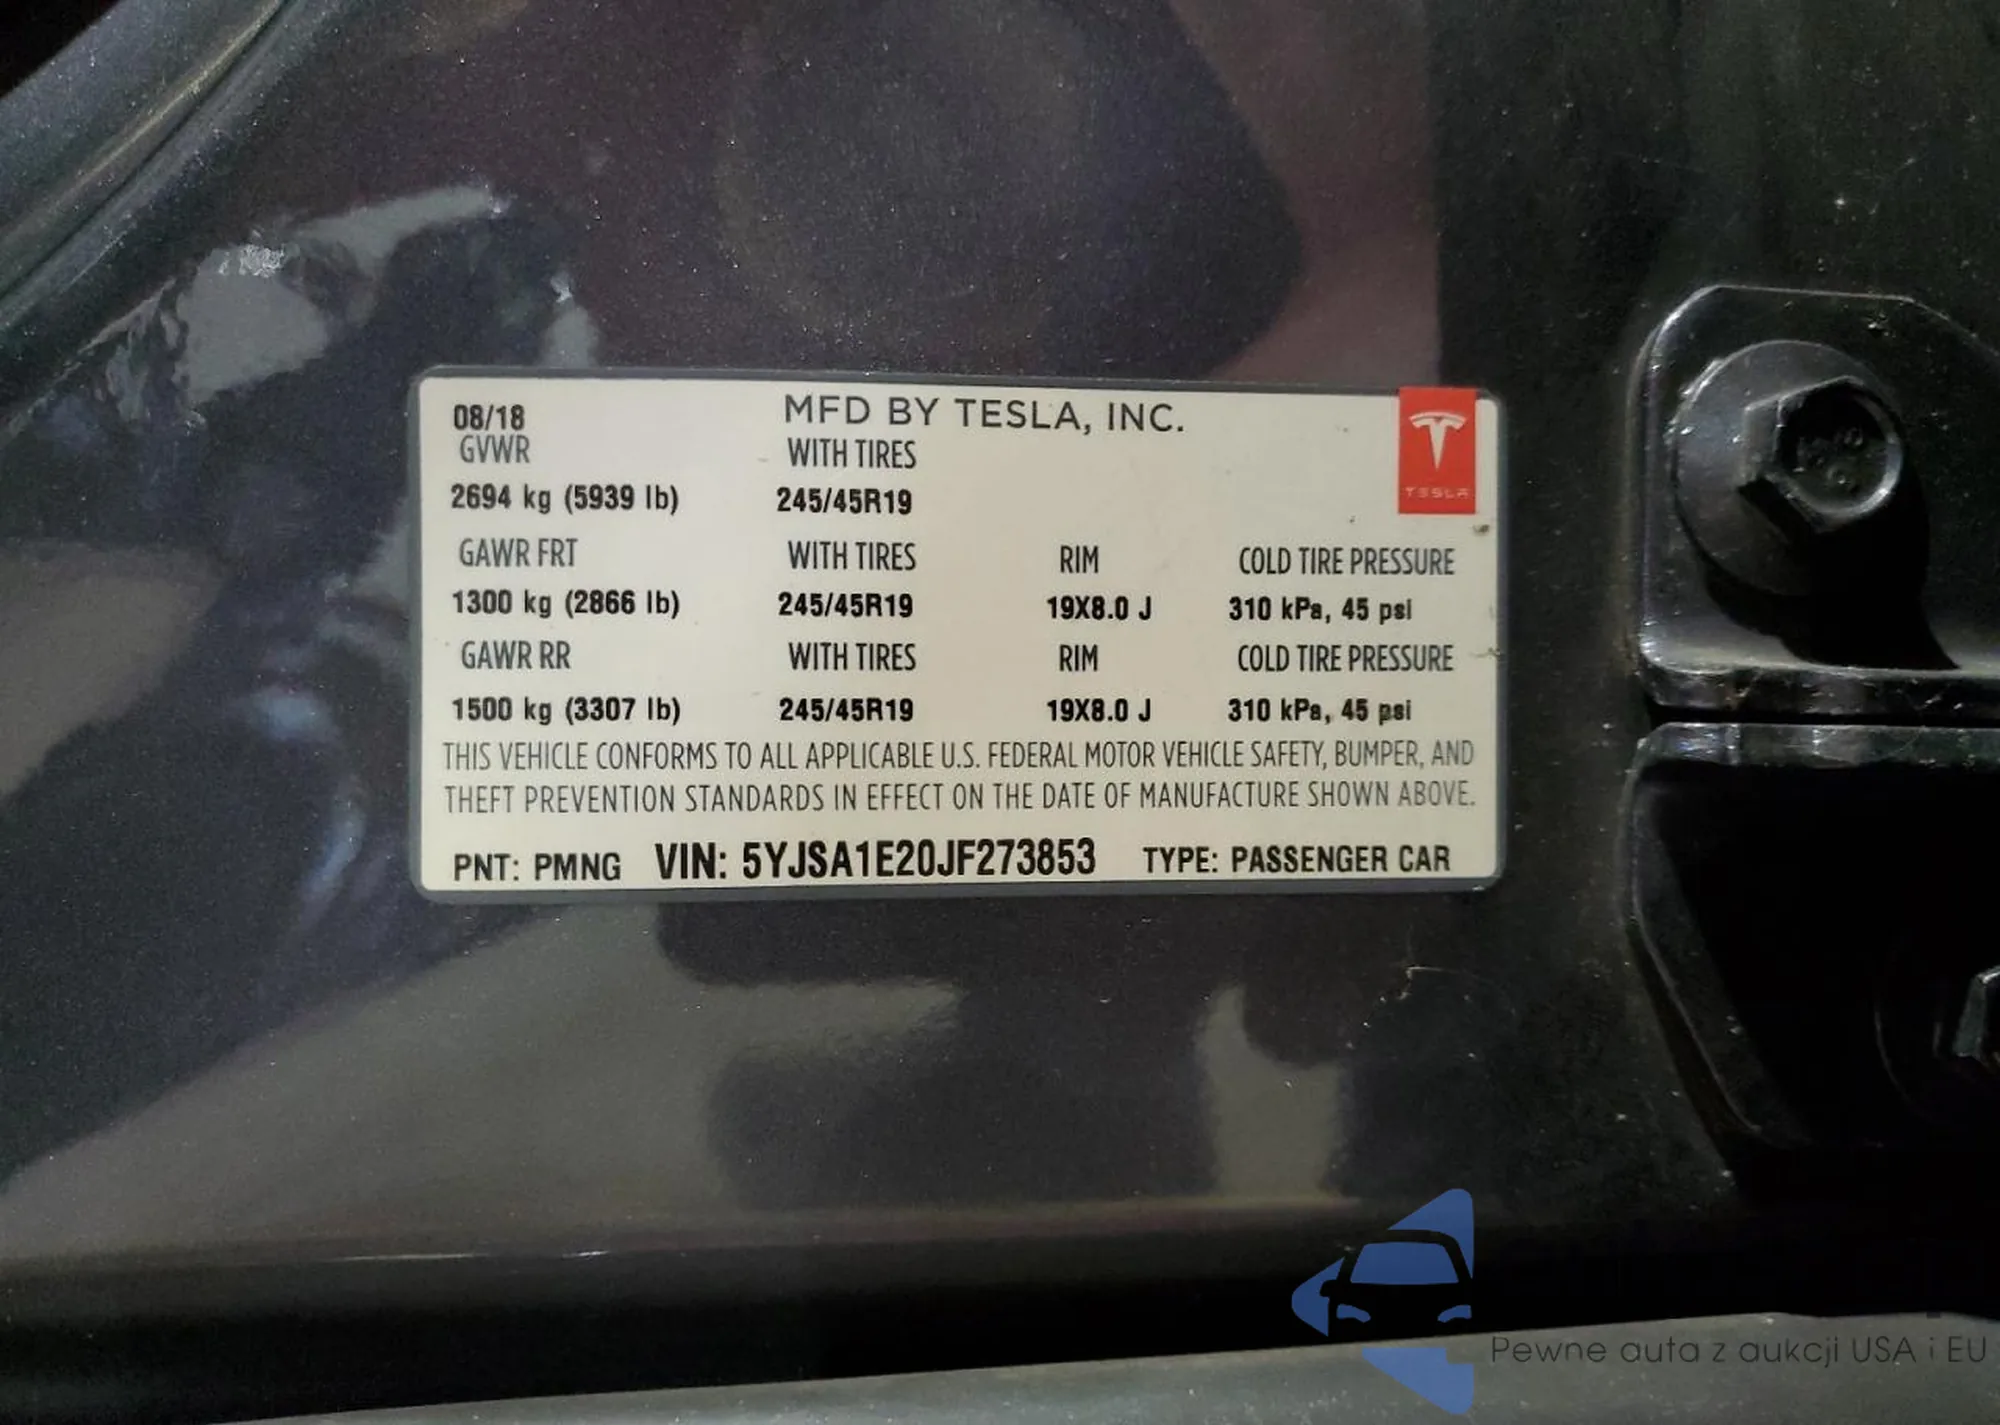 08/18 MFD BY TESLA, INC.
GVWR WITH TIRES
2694 kg (5939 lb) 245/45R19
TESLA
GAWR FRT WITH TIRES RIM COLD TIRE PRESSURE
1300 kg (2866 lb) 245/45R19 19X8.0 J 310 kPa, 45 psi
GAWR RR WITH TIRES RIM COLD TIRE PRESSURE
1500 kg (3307 lb) 245/45R19 19X8.0 J 310 kPa, 45 psi
THIS VEHICLE CONFORMS TO ALL APPLICABLE U.S. FEDERAL MOTOR VEHICLE SAFETY, BUMPER, AND
THEFT PREVENTION STANDARDS IN EFFECT ON THE DATE OF MANUFACTURE SHOWN ABOVE.
PNT: PMNG VIN: 5YJSA1E20JF273853 TYPE: PASSENGER CAR
Pewne auta z aukcji USA i EU